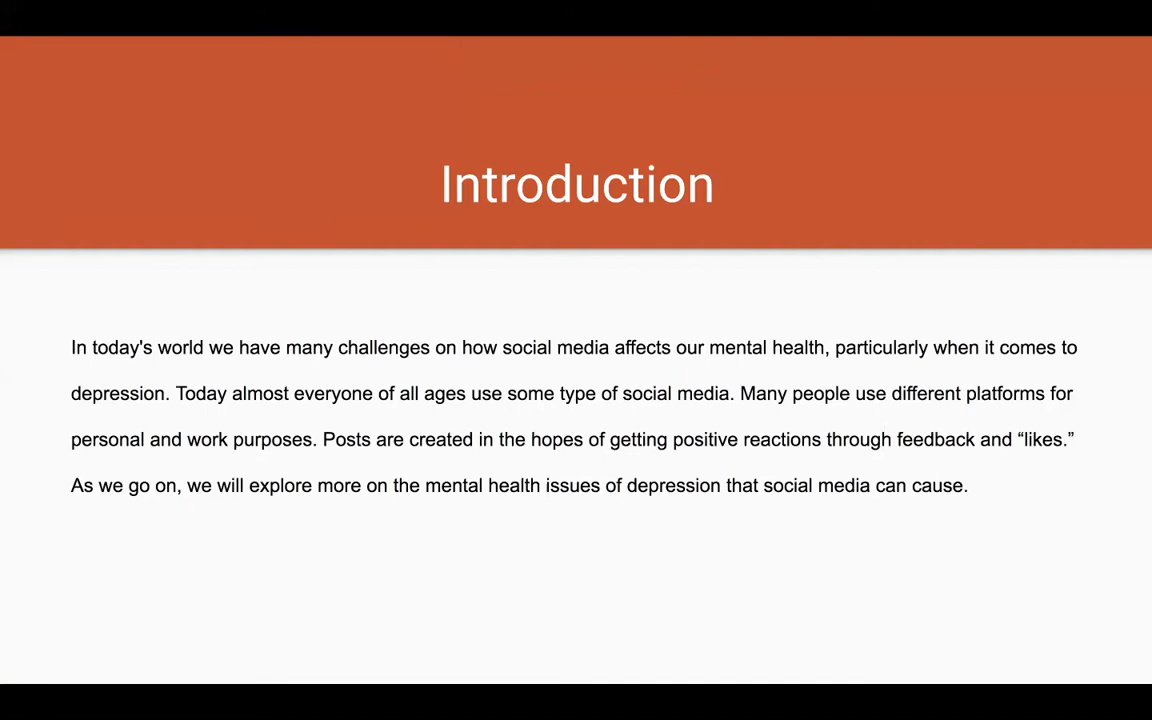 Introduction
In today's world we have many challenges on how social media affects our mental health, particularly when it comes to
depression. Today almost everyone of all ages use some type of social media. Many people use different platforms for
personal and work purposes. Posts are created in the hopes of getting positive reactions through feedback and “likes.”
As we go on, we will explore more on the mental health issues of depression that social media can cause.